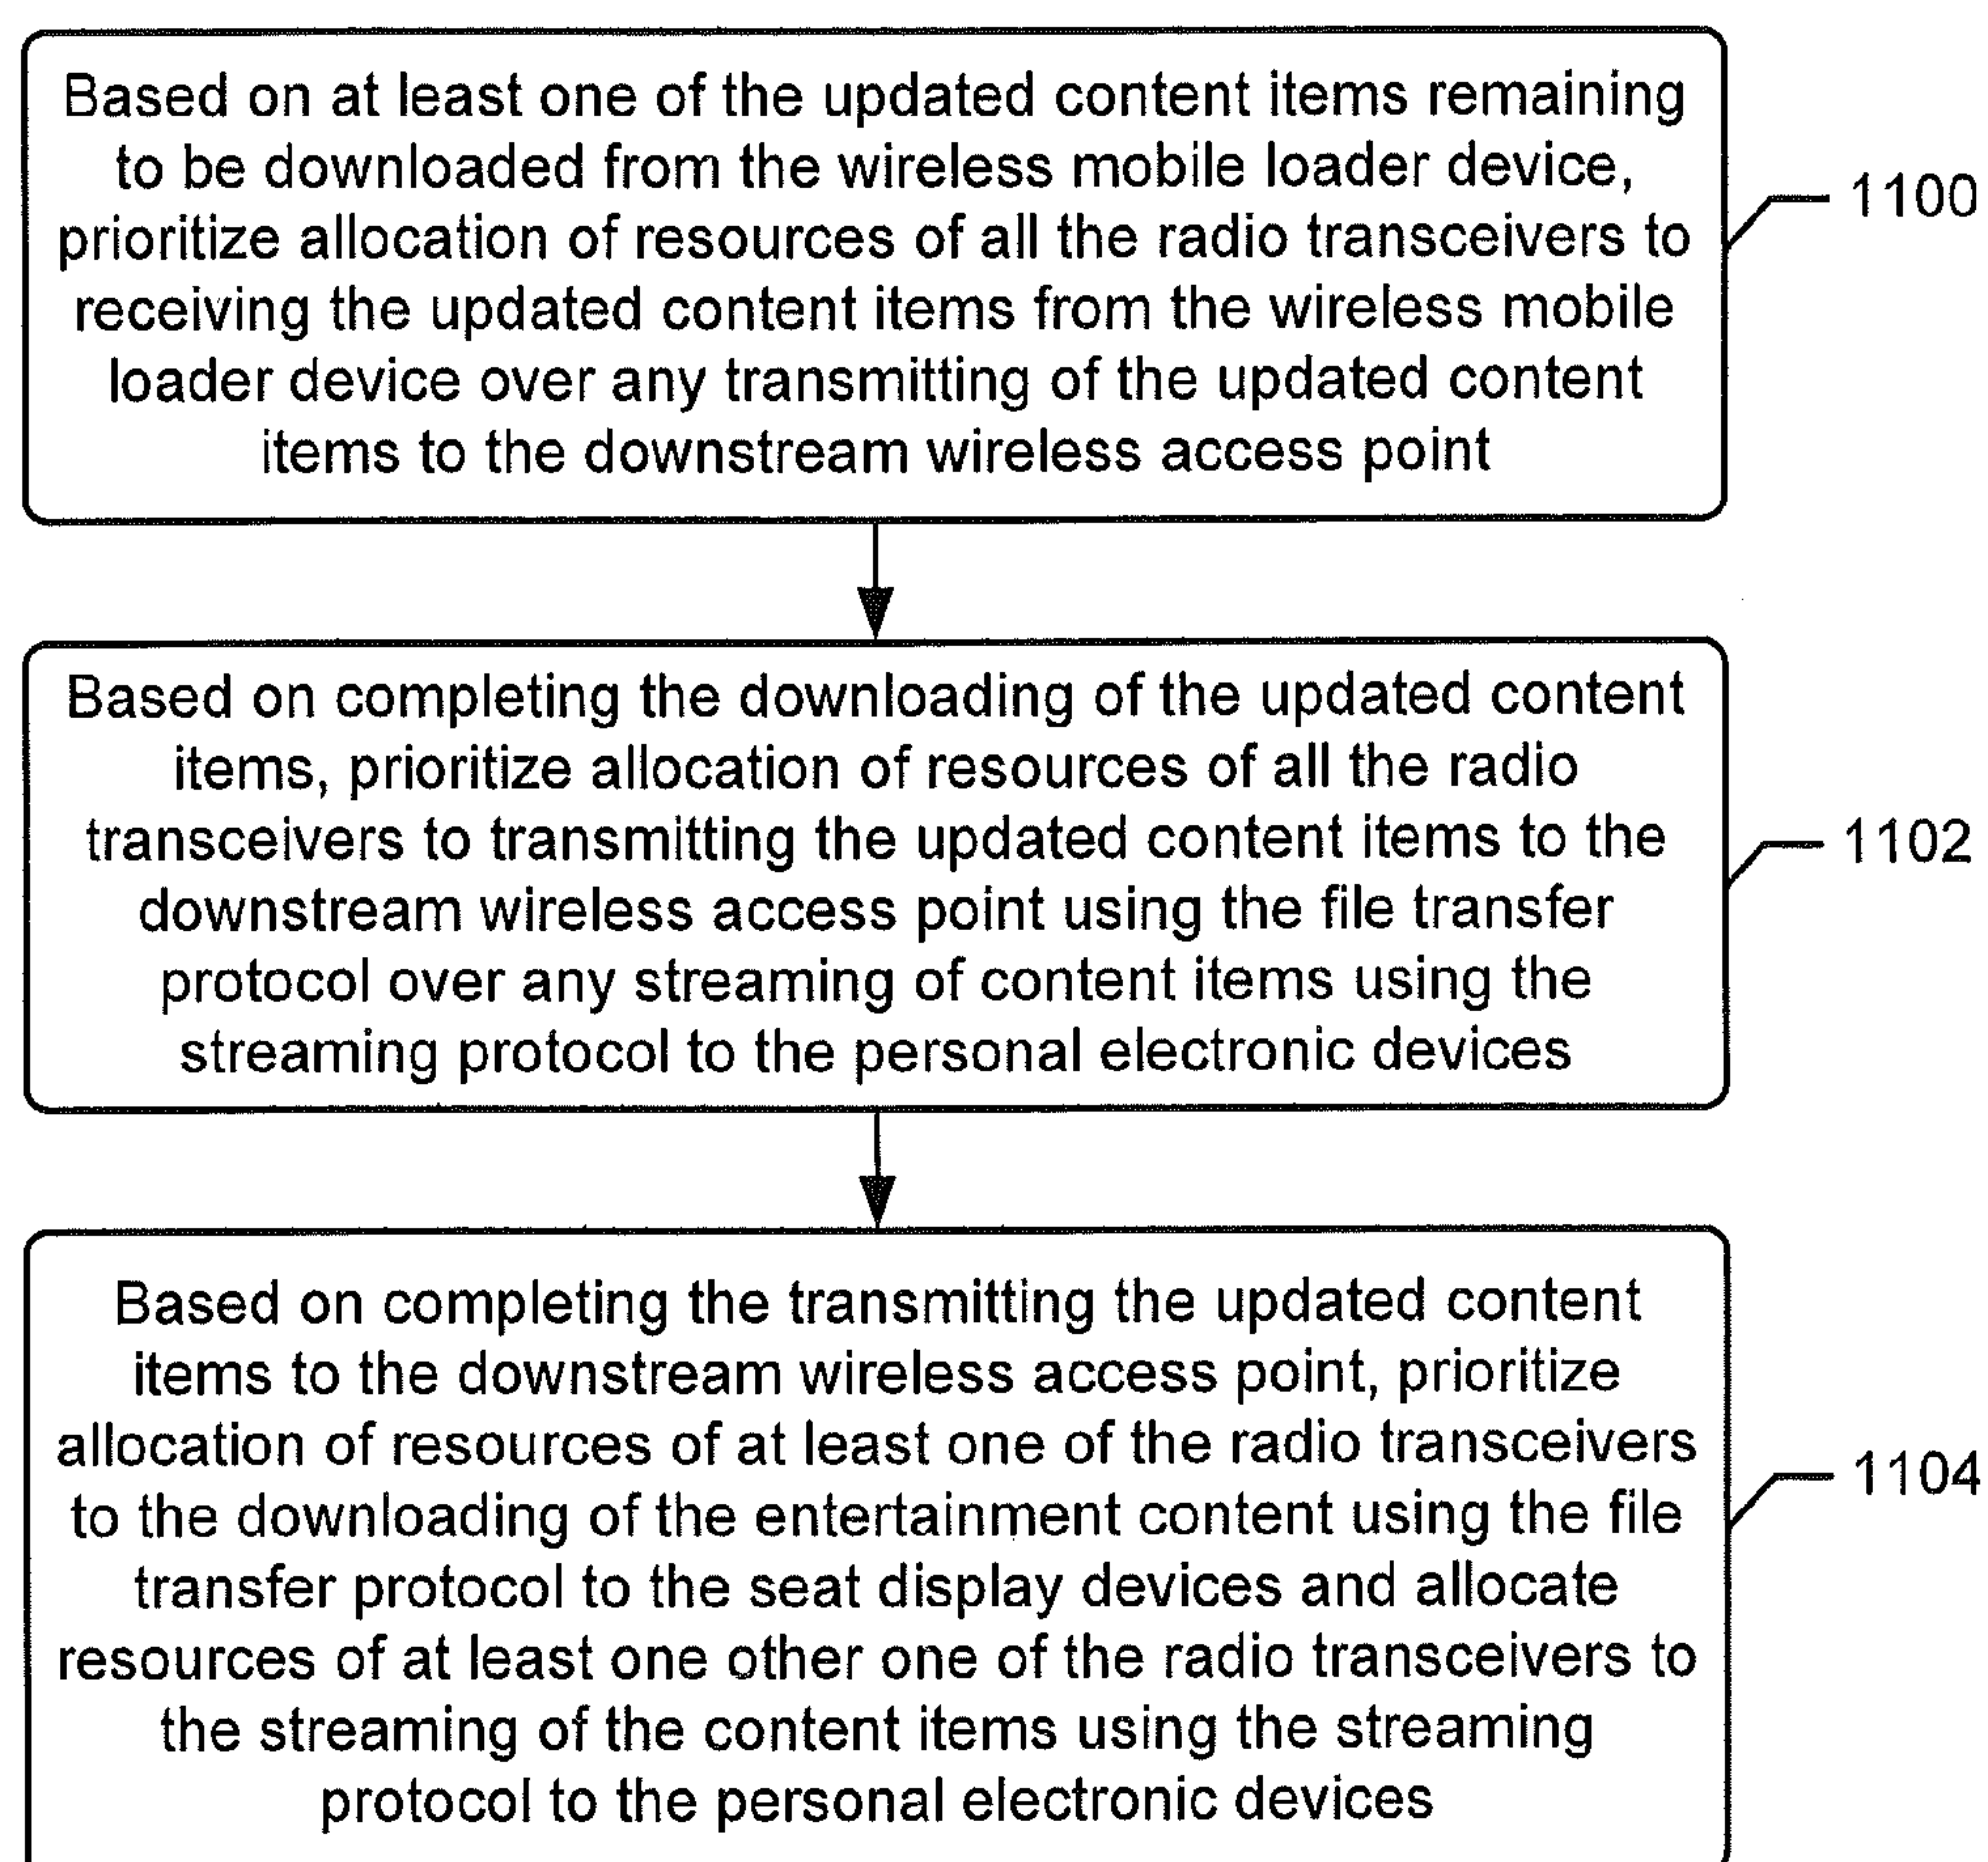 Based on at least one of the updated content items remaining
to be downloaded from the wireless mobile loader device,
prioritize allocation of resources of all the radio transceivers to
receiving the updated content items from the wireless mobile
loader device over any transmitting of the updated content
items to the downstream wireless access point
1100
Based on completing the downloading of the updated content
items, prioritize allocation of resources of all the radio
transceivers to transmitting the updated content items to the
downstream wireless access point using the file transfer
protocol over any streaming of content items using the
streaming protocol to the personal electronic devices
1102
Based on completing the transmitting the updated content
items to the downstream wireless access point, prioritize
allocation of resources of at least one of the radio transceivers
to the downloading of the entertainment content using the file
transfer protocol to the seat display devices and allocate
resources of at least one other one of the radio transceivers to
the streaming of the content items using the streaming
protocol to the personal electronic devices
1104